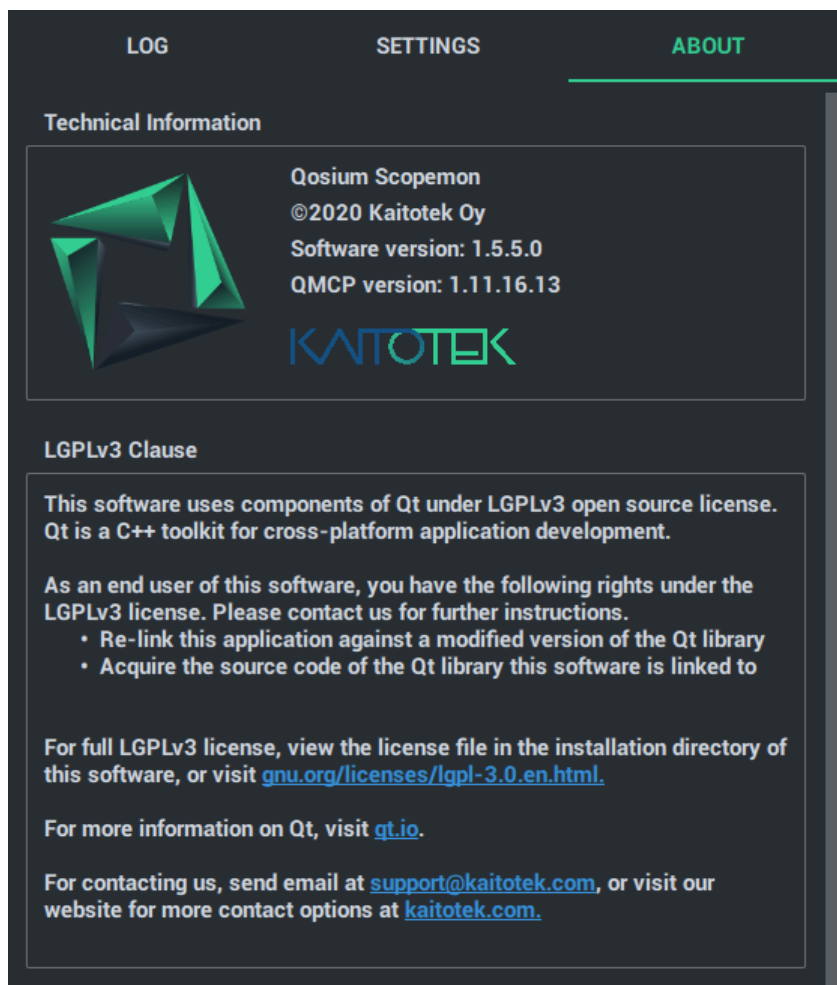 LOG SETTINGS ABOUT
Technical Information
Qosium Scopemon
©2020 Kaitotek Oy
Software version: 1.5.5.0
QMCP version: 1.11.16.13
KAITOTEK
LGPLv3 Clause
This software uses components of Qt under LGPLv3 open source license.
Qt is a C++ toolkit for cross-platform application development.
As an end user of this software, you have the following rights under the
LGPLv3 license. Please contact us for further instructions.
• Re-link this application against a modified version of the Qt library
• Acquire the source code of the Qt library this software is linked to
For full LGPLv3 license, view the license file in the installation directory of
this software, or visit gnu.org/licenses/lgpl-3.0.en.html.
For more information on Qt, visit qt.io.
For contacting us, send email at support@kaitotek.com, or visit our
website for more contact options at kaitotek.com.